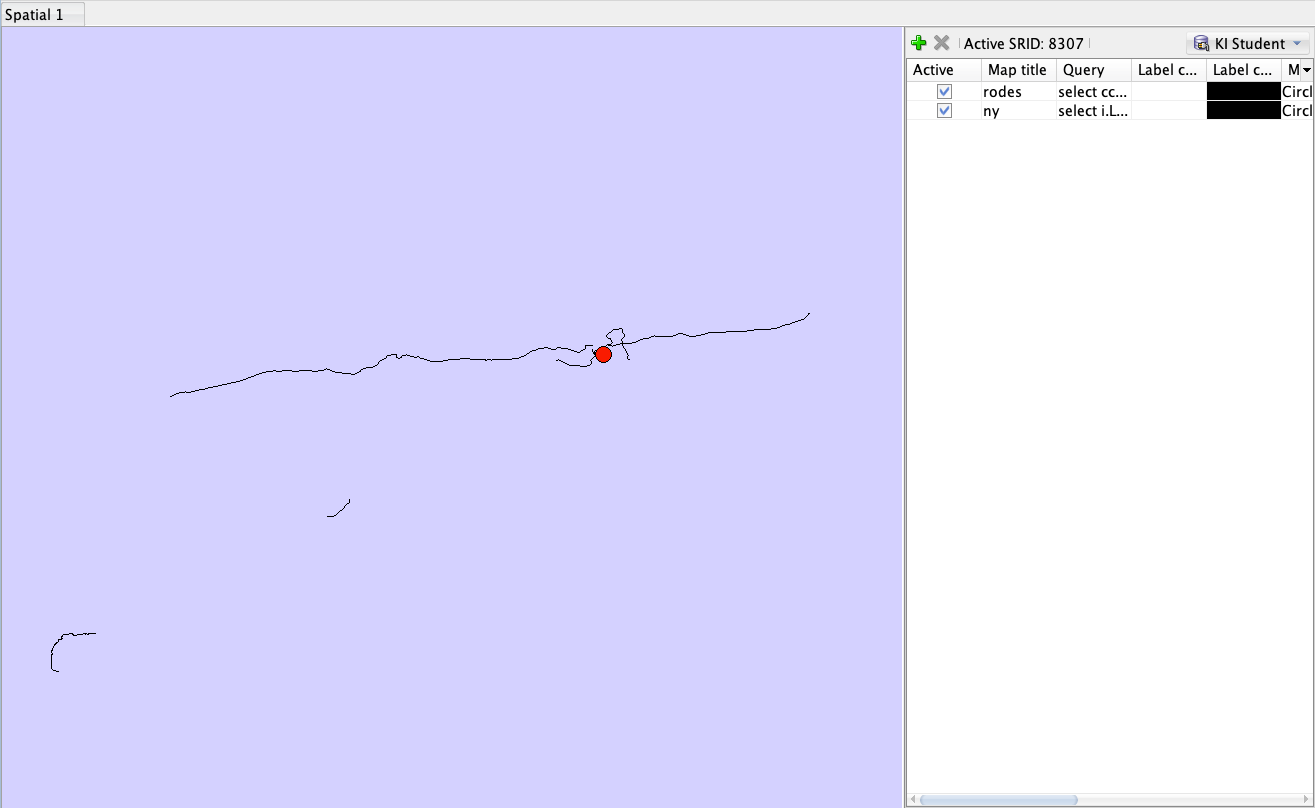 Spatial 1
Active SRID: 8307 KI Student
Active Map title Query Label c... Label c... M
rodes select cc... Circl
ny select i.L... Circl